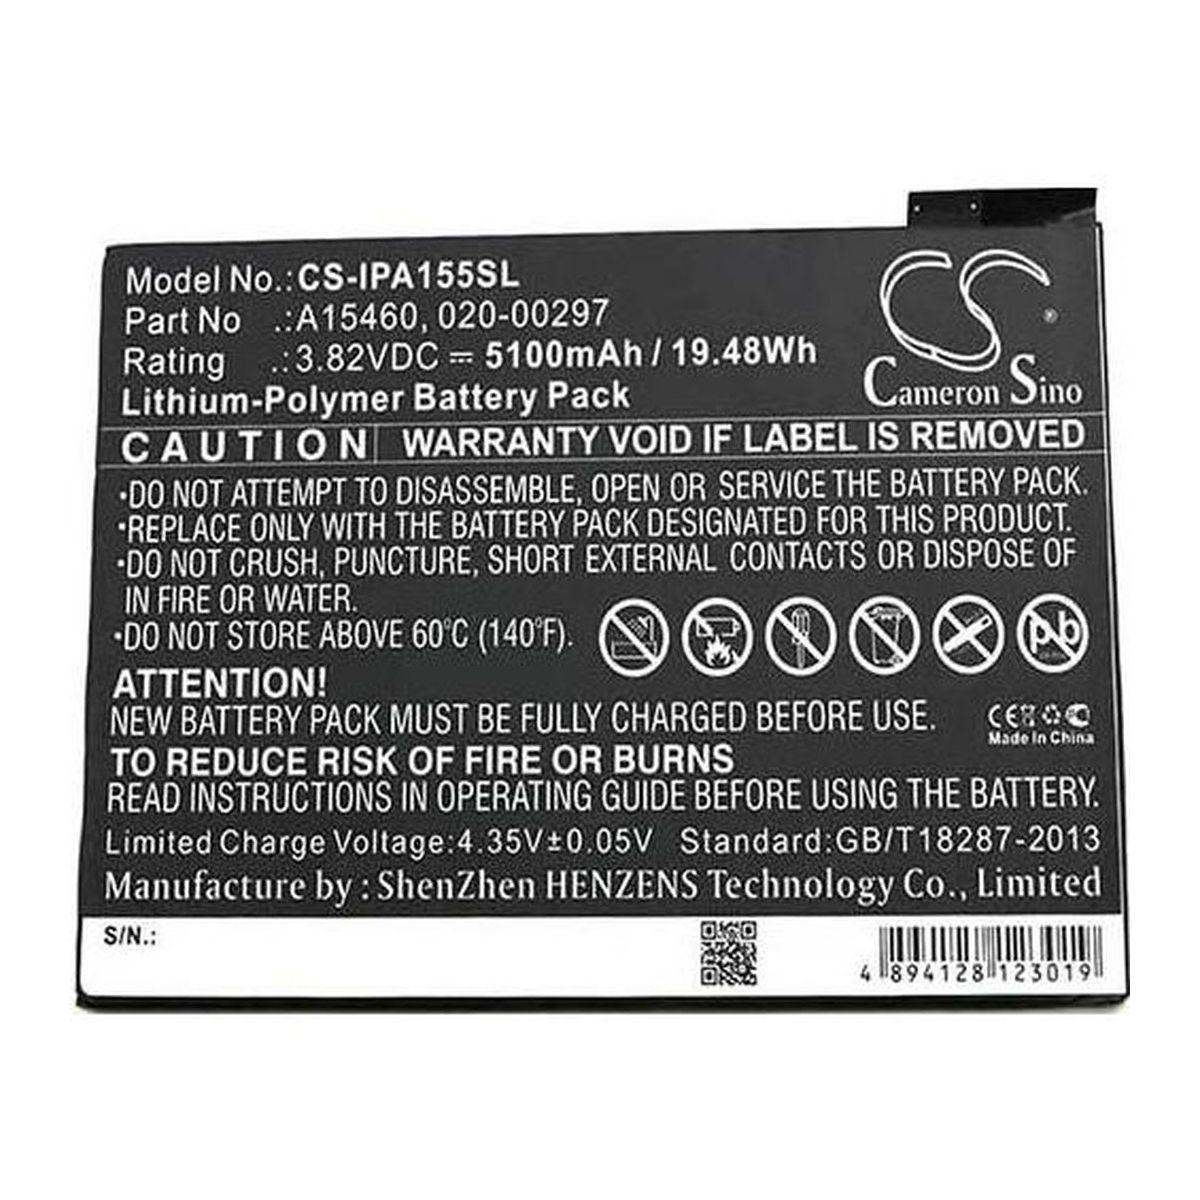 Model No.: CS-IPA155SL
Part No .: A15460, 020-00297
Rating .: 3.82VDC ⎓ 5100mAh / 19.48Wh
Lithium-Polymer Battery Pack
CS ®
Cameron Sino
CAUTION WARRANTY VOID IF LABEL IS REMOVED
·DO NOT ATTEMPT TO DISASSEMBLE, OPEN OR SERVICE THE BATTERY PACK.
·REPLACE ONLY WITH THE BATTERY PACK DESIGNATED FOR THIS PRODUCT.
·DO NOT CRUSH, PUNCTURE, SHORT EXTERNAL CONTACTS OR DISPOSE OF
IN FIRE OR WATER.
·DO NOT STORE ABOVE 60°C (140°F).
Pb
ATTENTION!
NEW BATTERY PACK MUST BE FULLY CHARGED BEFORE USE.
CE
Made In China
TO REDUCE RISK OF FIRE OR BURNS
READ INSTRUCTIONS IN OPERATING GUIDE BEFORE USING THE BATTERY.
Limited Charge Voltage:4.35V±0.05V Standard:GB/T18287-2013
Manufacture by : ShenZhen HENZENS Technology Co., Limited
S/N.:
4 894128 123019